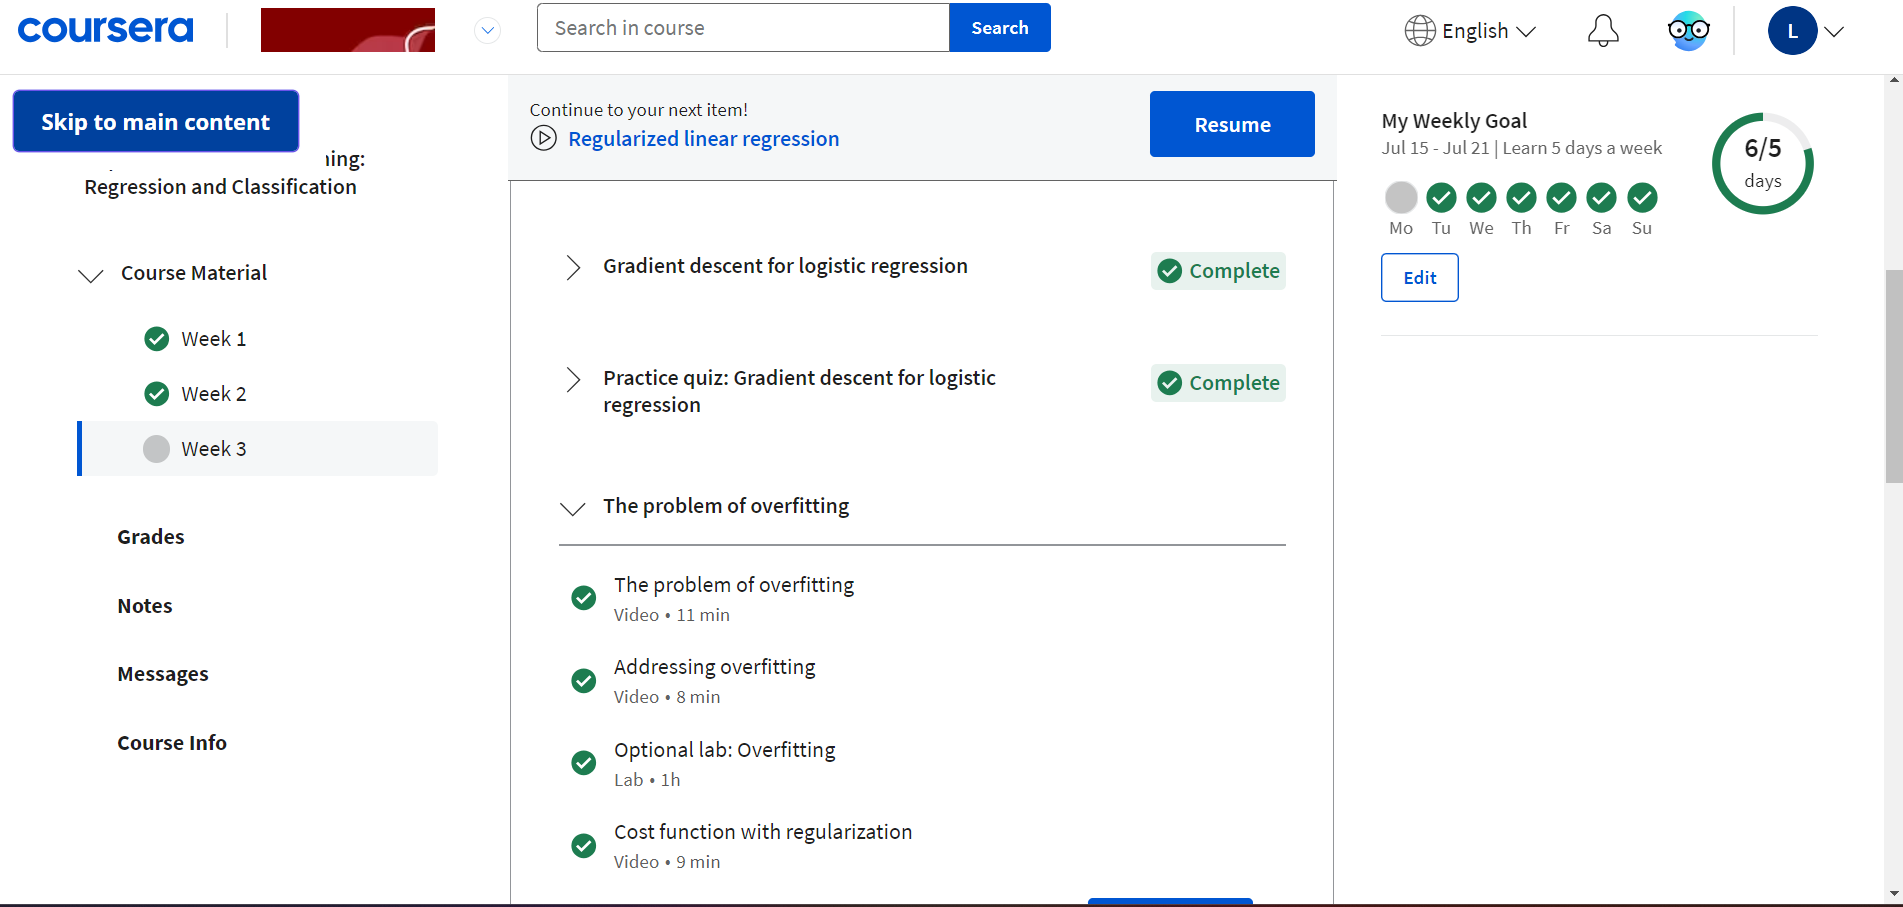 coursera
Search in course
Search
English
L
Skip to main content
ning:
Regression and Classification
Course Material
Week 1
Week 2
Week 3
Grades
Notes
Messages
Course Info
Continue to your next item!
Regularized linear regression
Resume
Gradient descent for logistic regression
Complete
Practice quiz: Gradient descent for logistic
regression
Complete
The problem of overfitting
The problem of overfitting
Video • 11 min
Addressing overfitting
Video • 8 min
Optional lab: Overfitting
Lab • 1h
Cost function with regularization
Video • 9 min
My Weekly Goal
Jul 15 - Jul 21 | Learn 5 days a week
6/5
days
Mo Tu We Th Fr Sa Su
Edit